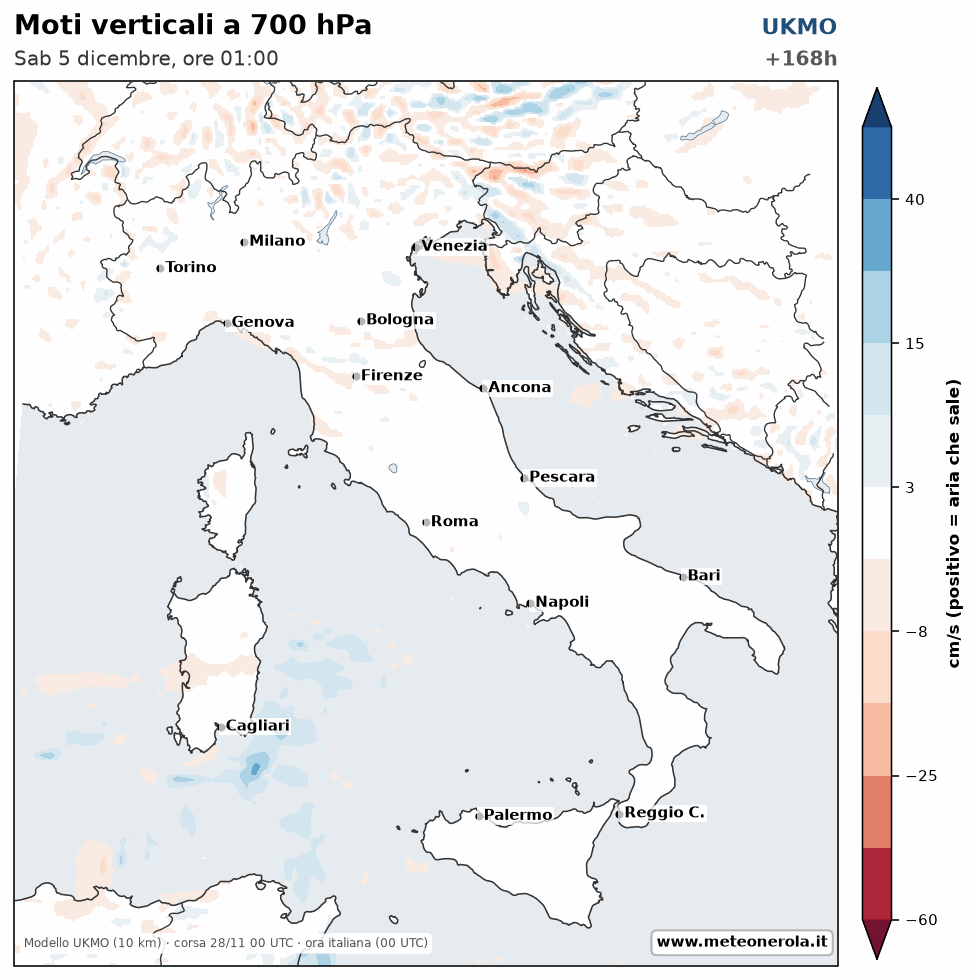 Moti verticali a 700 hPa
UKMO
Sab 5 dicembre, ore 01:00
+168h
Milano
Venezia
Torino
Genova
Bologna
Firenze
Ancona
Pescara
Roma
Bari
Napoli
Cagliari
Palermo
Reggio C.
40
15
3
−8
−25
−60
cm/s (positivo = aria che sale)
Modello UKMO (10 km) · corsa 28/11 00 UTC · ora italiana (00 UTC)
www.meteonerola.it